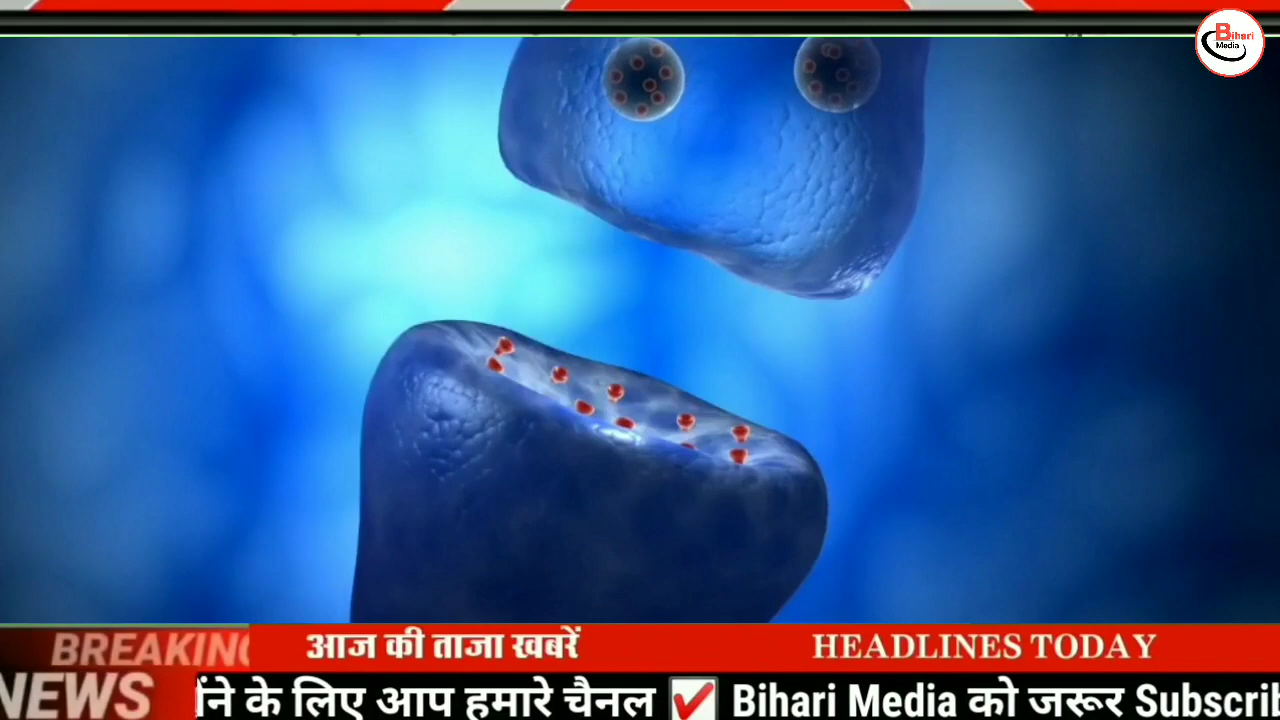 Bihari
Media
BREAKING
NEWS
आज की ताजा खबरें
HEADLINES TODAY
के लिए आप हमारे चैनल ✅ Bihari Media को जरूर